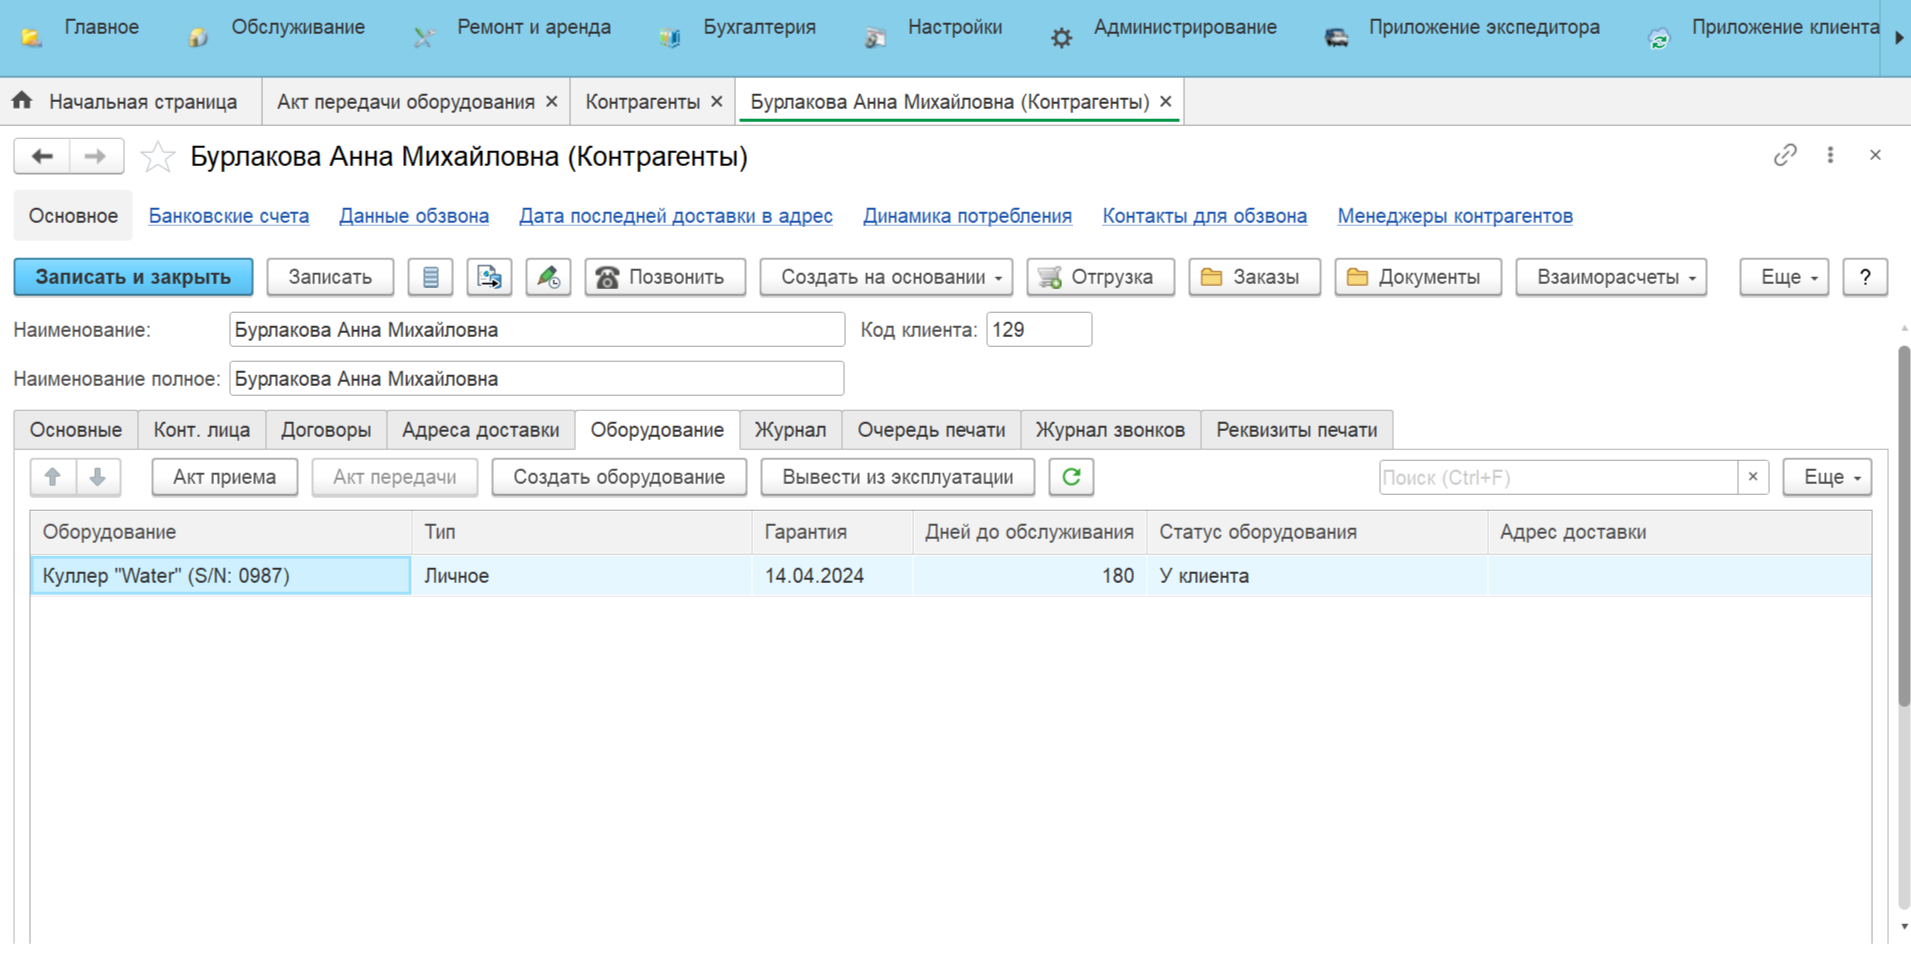 Главное Обслуживание Ремонт и аренда Бухгалтерия Настройки Администрирование Приложение экспедитора Приложение клиента
Начальная страница Акт передачи оборудования × Контрагенты × Бурлакова Анна Михайловна (Контрагенты) ×
Бурлакова Анна Михайловна (Контрагенты)
Основное Банковские счета Данные обзвона Дата последней доставки в адрес Динамика потребления Контакты для обзвона Менеджеры контрагентов
Записать и закрыть Записать Позвонить Создать на основании Отгрузка Заказы Документы Взаиморасчеты Еще ?
Наименование: Бурлакова Анна Михайловна Код клиента: 129
Наименование полное: Бурлакова Анна Михайловна
Основные Конт. лица Договоры Адреса доставки Оборудование Журнал Очередь печати Журнал звонков Реквизиты печати
Акт приема Акт передачи Создать оборудование Вывести из эксплуатации Поиск (Ctrl+F) × Еще
Оборудование Тип Гарантия Дней до обслуживания Статус оборудования Адрес доставки
Куллер "Water" (S/N: 0987) Личное 14.04.2024 180 У клиента